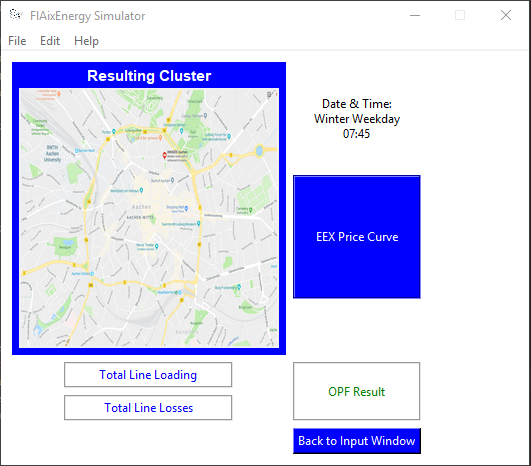 FlAixEnergy Simulator
File Edit Help
Resulting Cluster
RWTH
Aachen
University
AACHEN
AACHEN-MITTE
Date & Time:
Winter Weekday
07:45
EEX Price Curve
Total Line Loading
Total Line Losses
OPF Result
Back to Input Window